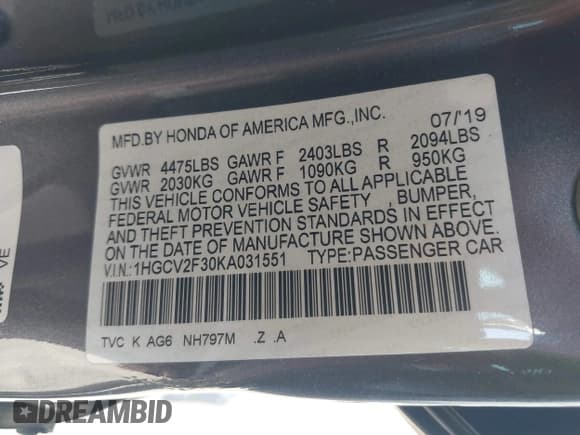 MFD.BY HONDA OF AMERICA MFG.,INC. 07/'19
GVWR 4475LBS GAWR F 2403LBS R 2094LBS
GVWR 2030KG GAWR F 1090KG R 950KG
THIS VEHICLE CONFORMS TO ALL APPLICABLE
FEDERAL MOTOR VEHICLE SAFETY , BUMPER,
AND THEFT PREVENTION STANDARDS IN EFFECT
ON THE DATE OF MANUFACTURE SHOWN ABOVE.
V.I.N.:1HGCV2F30KA031551 TYPE:PASSENGER CAR
TVC K AG6 NH797M .Z .A
VE
DREAMBID